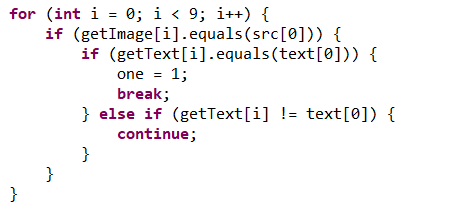 for (int i = 0; i < 9; i++) {
    if (getImage[i].equals(src[0])) {
        if (getText[i].equals(text[0])) {
            one = 1;
            break;
        } else if (getText[i] != text[0]) {
            continue;
        }
    }
}